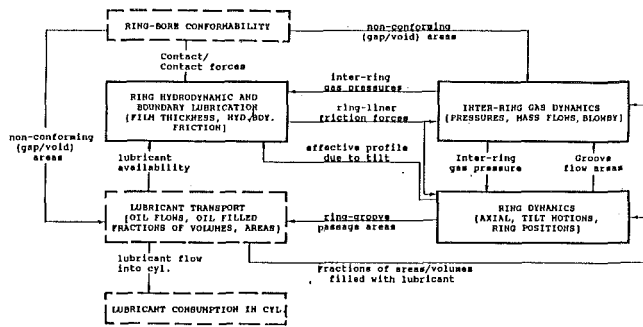 RING-BORE CONFORMABILITY
non-conforming
(gap/void) areas
Contact/
Contact forces
RING HYDRODYNAMIC AND
BOUNDARY LUBRICATION
(FILM THICKNESS, HYD./BDY.
FRICTION)
inter-ring
gas pressures
ring-liner
friction forces
INTER-RING GAS DYNAMICS
(PRESSURES, MASS FLOWS, BLOWBY)
non-conforming
(gap/void)
areas
lubricant
availability
effective profile
due to tilt
Inter-ring
gas pressure
Groove
flow areas
LUBRICANT TRANSPORT
(OIL FLOWS, OIL FILLED
FRACTIONS OF VOLUMES, AREAS)
ring-groove
passage areas
RING DYNAMICS
(AXIAL, TILT MOTIONS,
RING POSITIONS)
lubricant flow
into cyl.
Fractions of areas/volumes
filled with lubricant
LUBRICANT CONSUMPTION IN CYL.